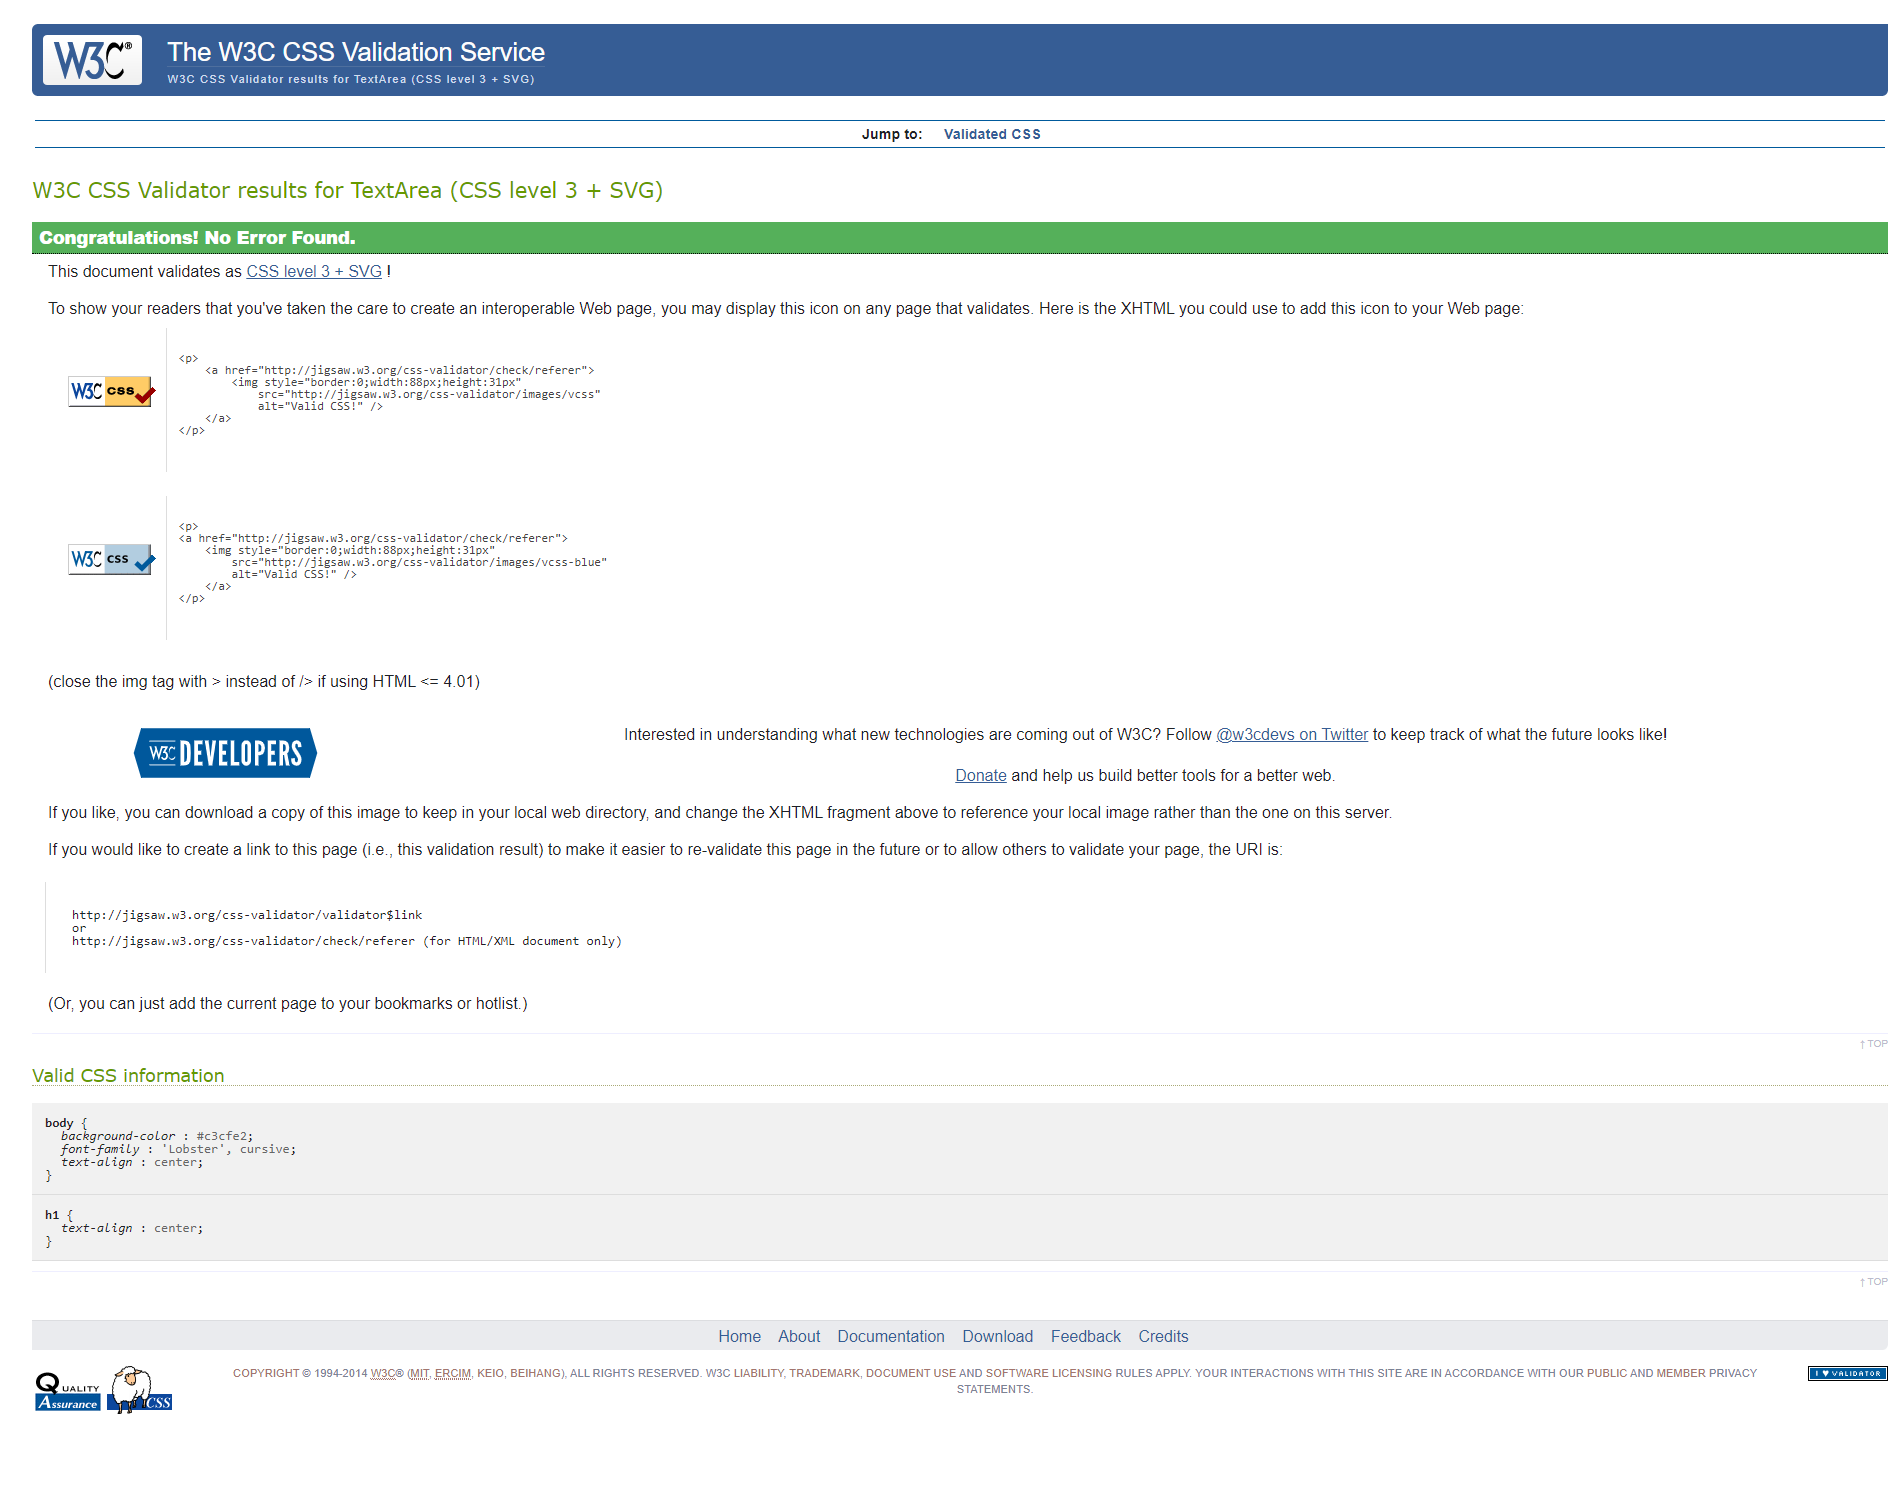 W3C®
The W3C CSS Validation Service
W3C CSS Validator results for TextArea (CSS level 3 + SVG)
Jump to: Validated CSS
W3C CSS Validator results for TextArea (CSS level 3 + SVG)
Congratulations! No Error Found.
This document validates as CSS level 3 + SVG !
To show your readers that you've taken the care to create an interoperable Web page, you may display this icon on any page that validates. Here is the XHTML you could use to add this icon to your Web page:
W3C css
<p>
    <a href="http://jigsaw.w3.org/css-validator/check/referer">
        <img style="border:0;width:88px;height:31px"
            src="http://jigsaw.w3.org/css-validator/images/vcss"
            alt="Valid CSS!" />
    </a>
</p>
W3C css
<p>
<a href="http://jigsaw.w3.org/css-validator/check/referer">
    <img style="border:0;width:88px;height:31px"
        src="http://jigsaw.w3.org/css-validator/images/vcss-blue"
        alt="Valid CSS!" />
    </a>
</p>
(close the img tag with > instead of /> if using HTML <= 4.01)
W3C DEVELOPERS
Interested in understanding what new technologies are coming out of W3C? Follow @w3cdevs on Twitter to keep track of what the future looks like!
Donate and help us build better tools for a better web.
If you like, you can download a copy of this image to keep in your local web directory, and change the XHTML fragment above to reference your local image rather than the one on this server.
If you would like to create a link to this page (i.e., this validation result) to make it easier to re-validate this page in the future or to allow others to validate your page, the URI is:
http://jigsaw.w3.org/css-validator/validator$link
or
http://jigsaw.w3.org/css-validator/check/referer (for HTML/XML document only)
(Or, you can just add the current page to your bookmarks or hotlist.)
↑ TOP
Valid CSS information
body {
  background-color : #c3cfe2;
  font-family : 'Lobster', cursive;
  text-align : center;
}
h1 {
  text-align : center;
}
↑ TOP
Home About Documentation Download Feedback Credits
QUALITY
Assurance
CSS
COPYRIGHT © 1994-2014 W3C® (MIT, ERCIM, KEIO, BEIHANG), ALL RIGHTS RESERVED. W3C LIABILITY, TRADEMARK, DOCUMENT USE AND SOFTWARE LICENSING RULES APPLY. YOUR INTERACTIONS WITH THIS SITE ARE IN ACCORDANCE WITH OUR PUBLIC AND MEMBER PRIVACY
STATEMENTS.
I ♥ VALIDATOR